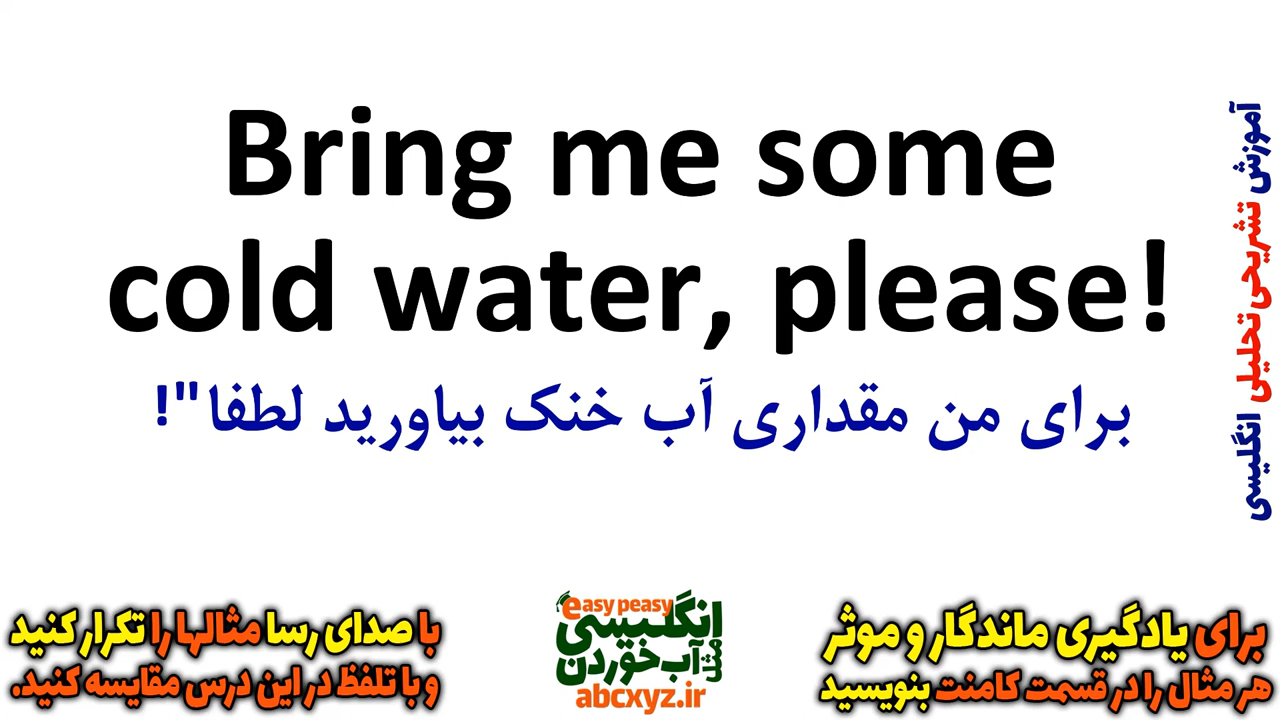 Bring me some
cold water, please!
برای من مقداری آب خنک بیاورید لطفا"!
آموزش تشریحی تحلیلی انگلیسی
برای یادگیری ماندگار و موثر
هر مثال را در قسمت کامنت بنویسید
easy peasy
انگلیسی
مثل آب خوردن
abcxyz.ir
با صدای رسا مثالها را تکرار کنید
و با تلفظ در این درس مقایسه کنید.